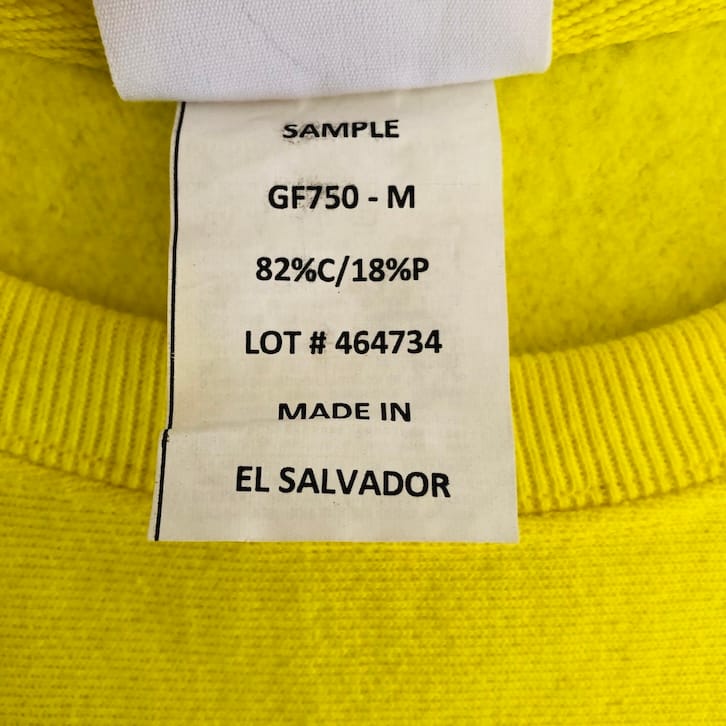 SAMPLE
GF750 - M
82%C/18%P
LOT # 464734
MADE IN
EL SALVADOR